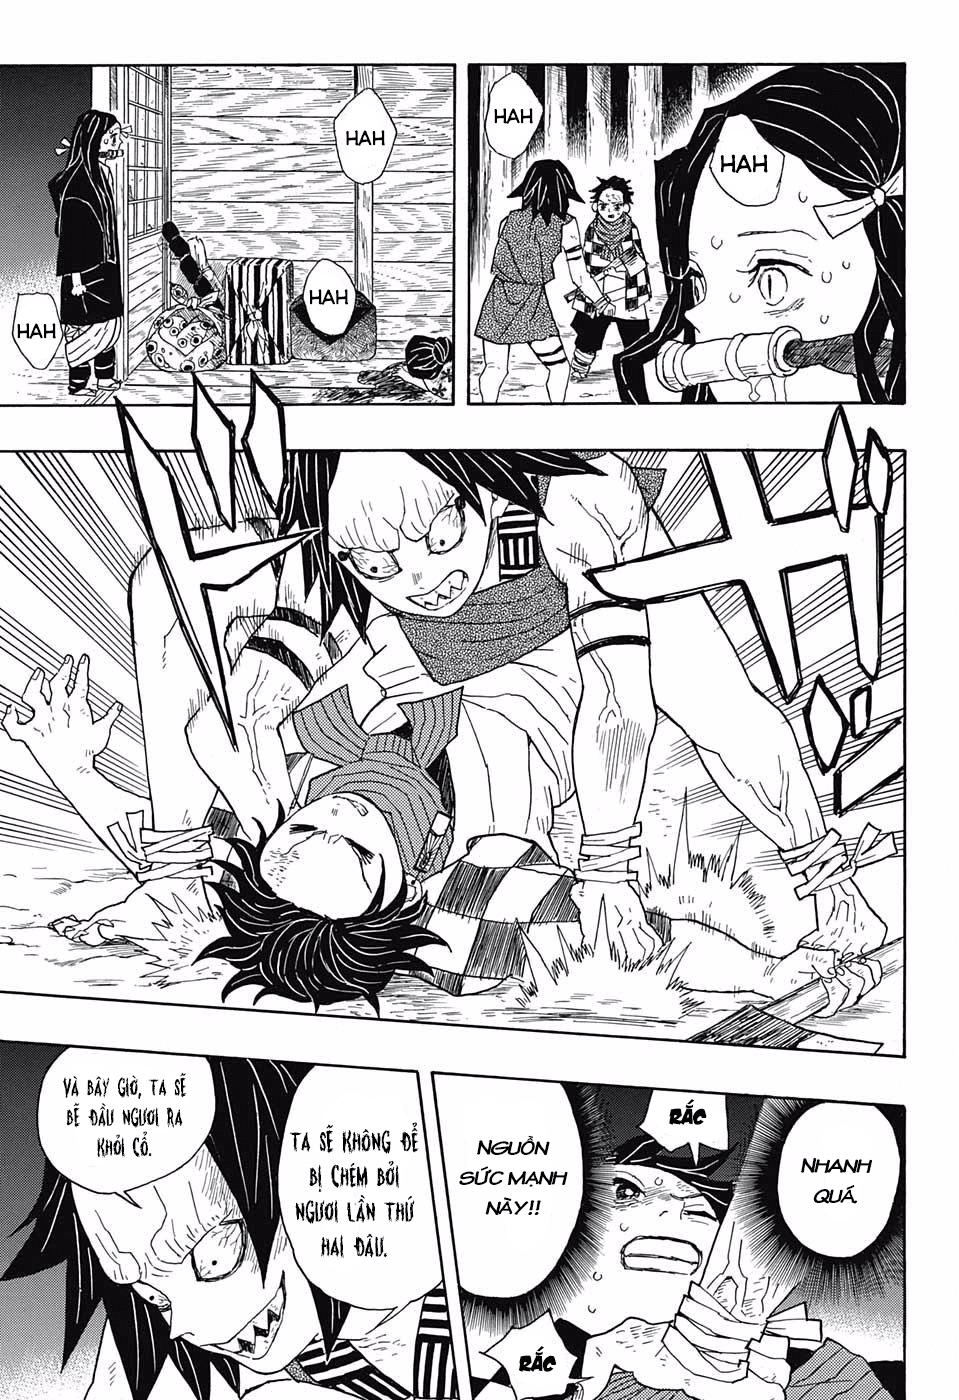 HAH
HAH
HAH
HAH
HAH
NHANH
QUÁ.
RẮC
NGUỒN
SỨC MẠNH
NÀY!!
RẮC
TA SẼ KHÔNG ĐỂ
BỊ CHÉM BỞI
NGƯƠI LẦN THỨ
HAI ĐÂU.
VÀ BÂY GIỜ, TA SẼ
BẺ ĐẦU NGƯƠI RA
KHỎI CỔ.